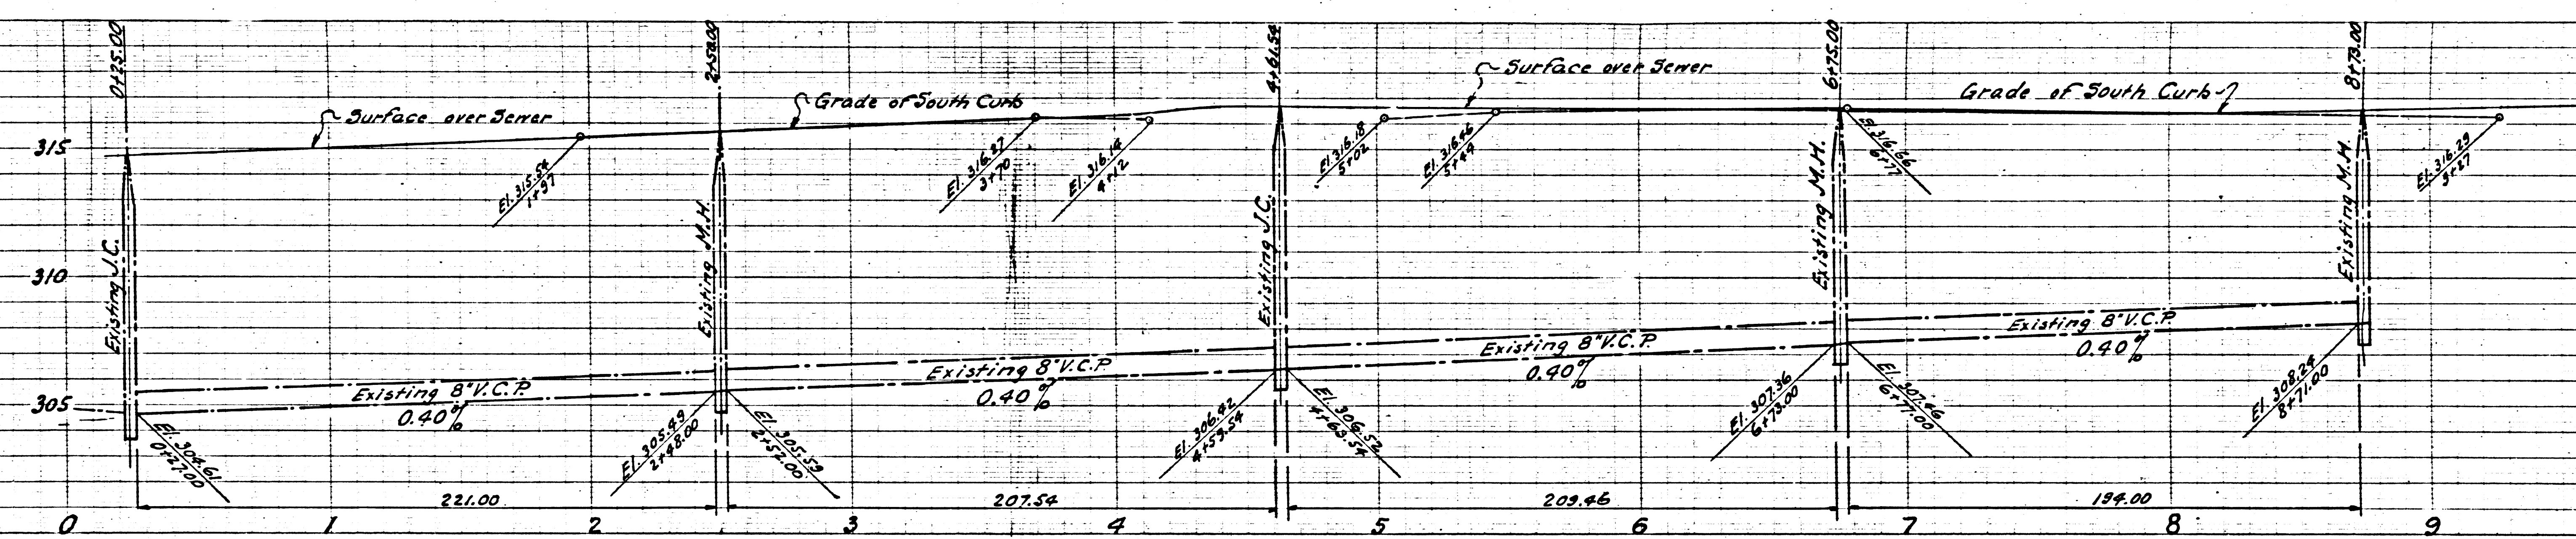 0+25.00
2+50.00
4+61.54
6+75.00
8+73.00
Surface over Sewer
Grade of South Curb
Surface over Sewer
Grade of South Curb
315
310
305
El. 315.54
1+97
El. 316.27
3+70
El. 316.14
4+12
El. 316.18
5+02
El. 316.46
5+44
El. 316.66
6+77
El. 316.29
9+27
Existing J.C.
Existing M.H.
Existing J.C.
Existing M.H.
Existing M.H.
Existing 8" V.C.P.
0.40%
Existing 8" V.C.P.
0.40%
Existing 8" V.C.P.
0.40%
Existing 8" V.C.P.
0.40%
El. 304.61
0+27.00
El. 305.49
2+48.00
El. 305.59
2+52.00
El. 306.42
4+59.54
El. 306.52
4+63.54
El. 307.36
6+73.00
El. 307.46
6+77.00
El. 308.24
8+71.00
221.00
207.54
209.46
194.00
0 1 2 3 4 5 6 7 8 9